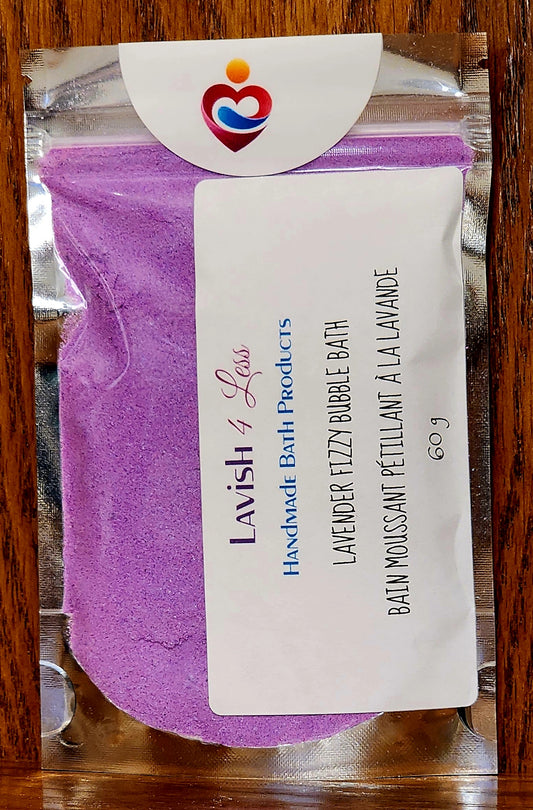 Lavish 4 Less
Handmade Bath Products
LAVENDER FIZZY BUBBLE BATH
BAIN MOUSSANT PÉTILLANT À LA LAVANDE
60 g